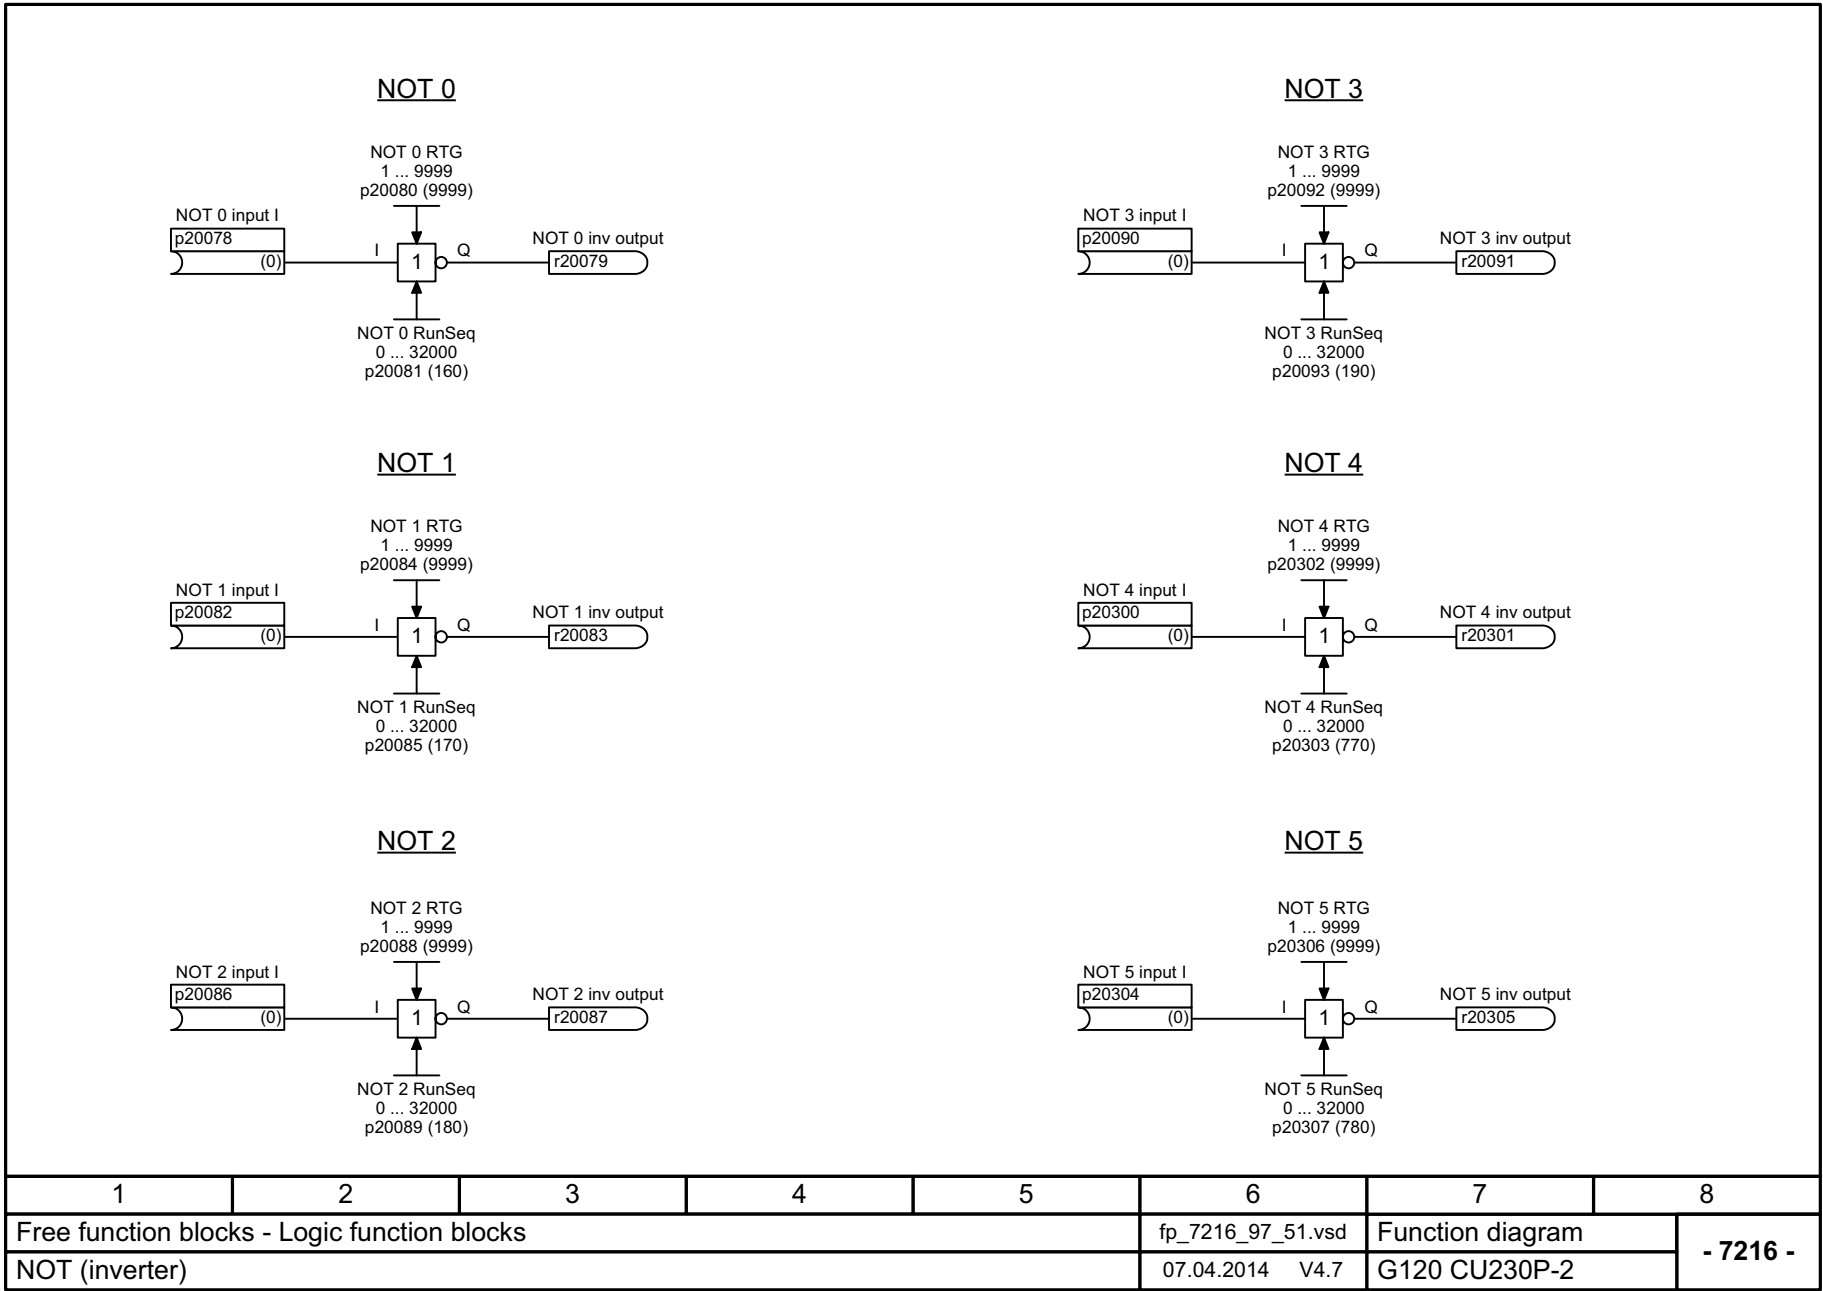 NOT 0
NOT 0 RTG
1 ... 9999
p20080 (9999)
NOT 0 input I
p20078
(0)
I
1
Q
NOT 0 inv output
r20079
NOT 0 RunSeq
0 ... 32000
p20081 (160)
NOT 3
NOT 3 RTG
1 ... 9999
p20092 (9999)
NOT 3 input I
p20090
(0)
I
1
Q
NOT 3 inv output
r20091
NOT 3 RunSeq
0 ... 32000
p20093 (190)
NOT 1
NOT 1 RTG
1 ... 9999
p20084 (9999)
NOT 1 input I
p20082
(0)
I
1
Q
NOT 1 inv output
r20083
NOT 1 RunSeq
0 ... 32000
p20085 (170)
NOT 4
NOT 4 RTG
1 ... 9999
p20302 (9999)
NOT 4 input I
p20300
(0)
I
1
Q
NOT 4 inv output
r20301
NOT 4 RunSeq
0 ... 32000
p20303 (770)
NOT 2
NOT 2 RTG
1 ... 9999
p20088 (9999)
NOT 2 input I
p20086
(0)
I
1
Q
NOT 2 inv output
r20087
NOT 2 RunSeq
0 ... 32000
p20089 (180)
NOT 5
NOT 5 RTG
1 ... 9999
p20306 (9999)
NOT 5 input I
p20304
(0)
I
1
Q
NOT 5 inv output
r20305
NOT 5 RunSeq
0 ... 32000
p20307 (780)
1 2 3 4 5 6 7 8
Free function blocks - Logic function blocks
fp_7216_97_51.vsd
Function diagram
- 7216 -
NOT (inverter)
07.04.2014 V4.7
G120 CU230P-2